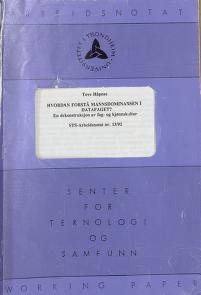 ARBEIDSNOTAT
UNIVERSITETET I TRONDHEIM
Tove Håpnes
HVORDAN FORSTÅ MANNSDOMINANSEN I
DATAFAGET?
En dekonstruksjon av fag- og kjønnskultur
STS-Arbeidsnotat nr. 13/92
SENTER
FOR
TEKNOLOGI
OG
SAMFUNN
WORKING PAPER